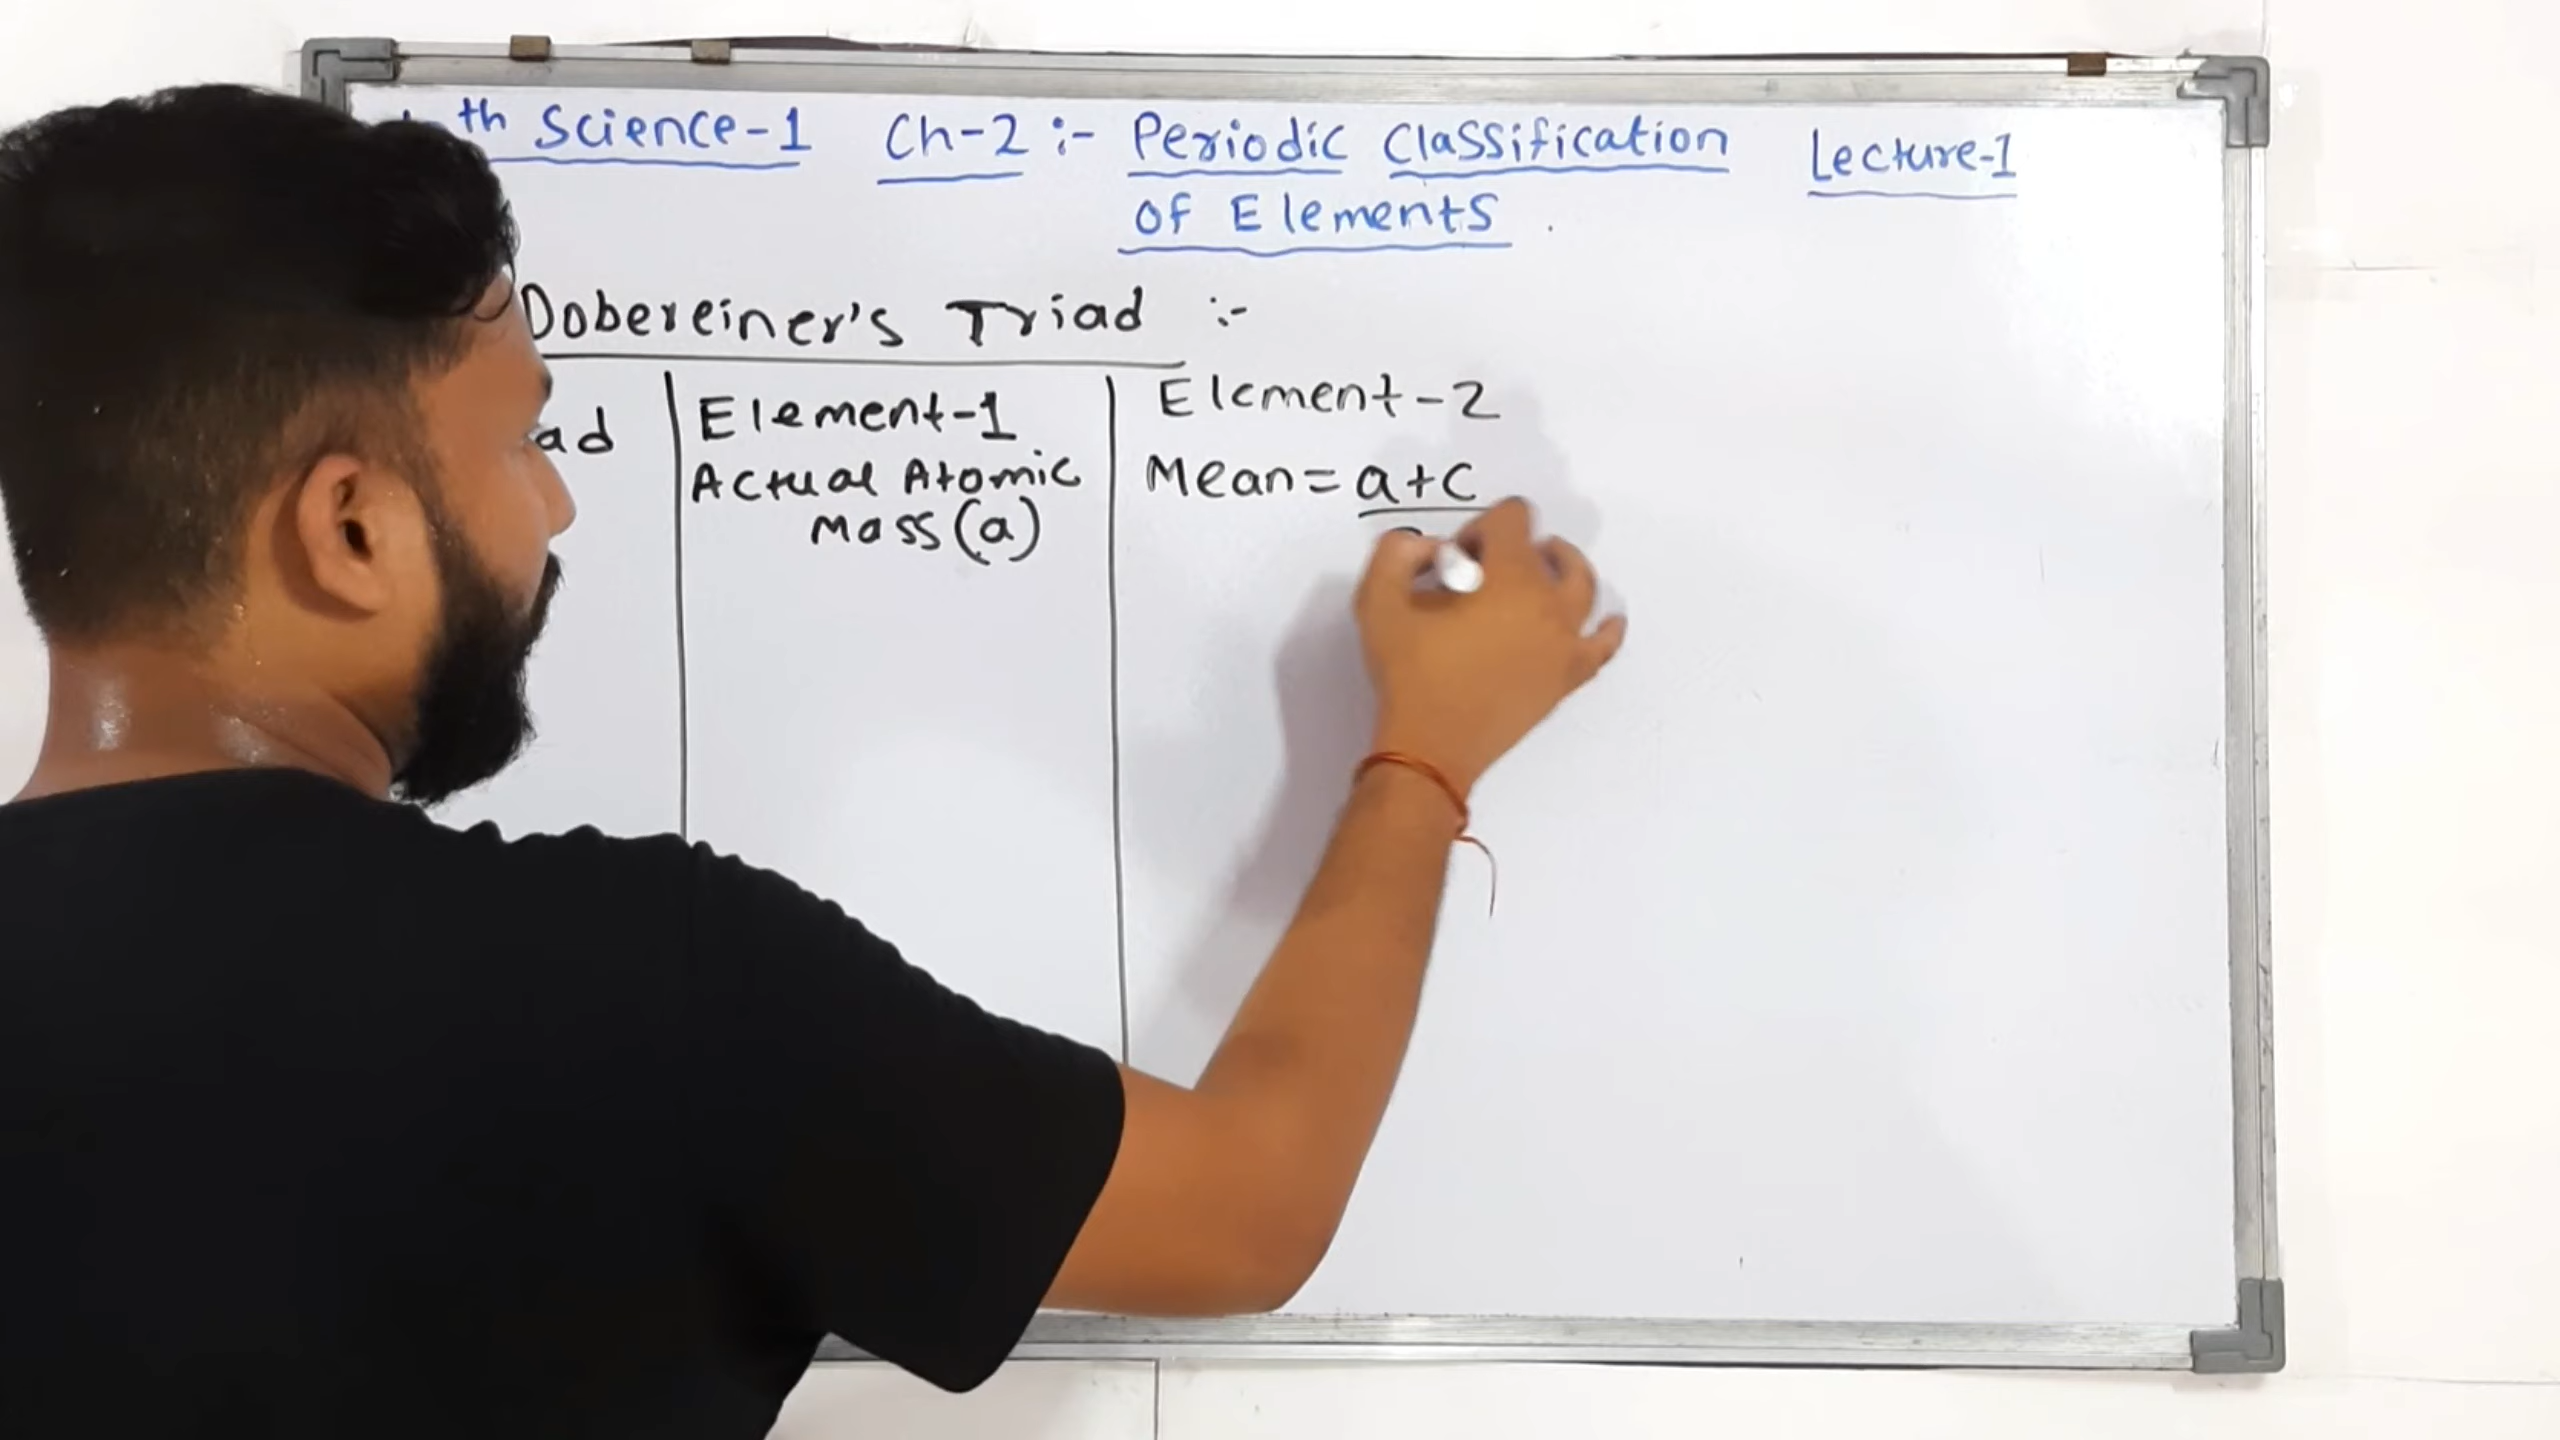 th Science-1 Ch-2 :- Periodic Classification Lecture-1
of Elements .
Dobereiner's Triad :-
ad Element-1 Element-2
Actual Atomic Mean = a+c
Mass (a)